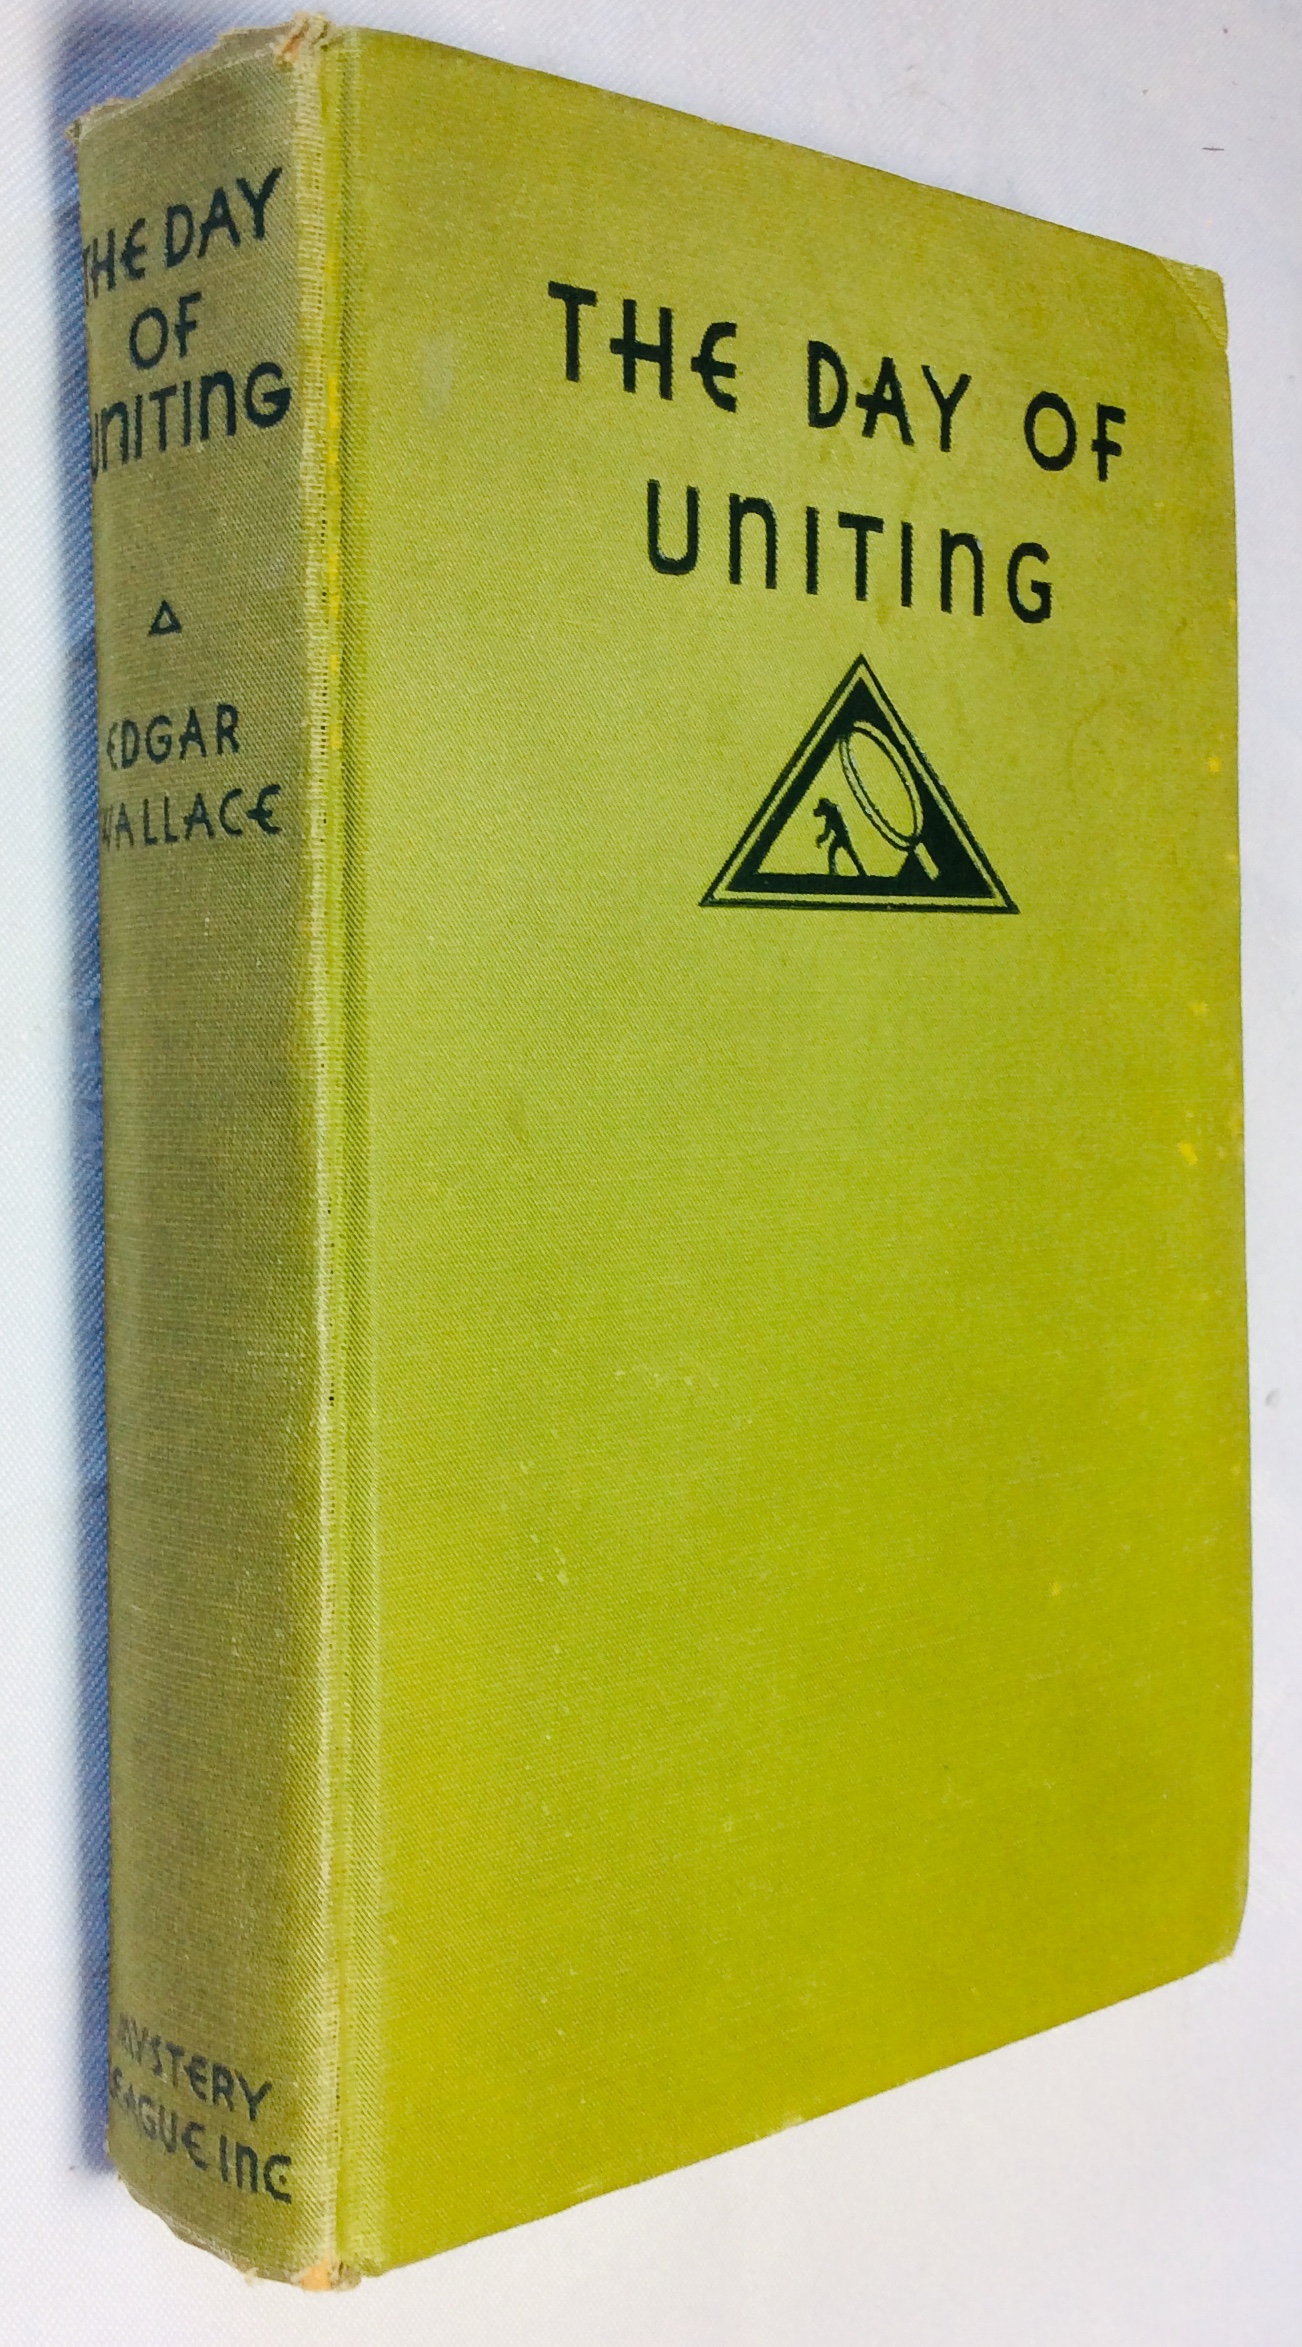 THE DAY
OF
UNITING
EDGAR
WALLACE
MYSTERY
LEAGUE INC
THE DAY OF
UNITING